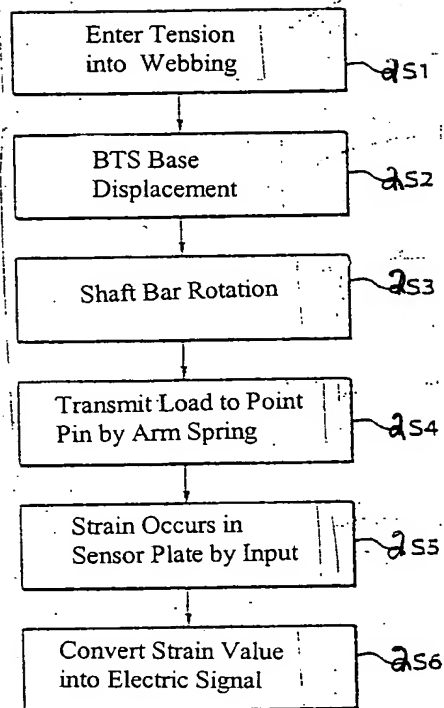 Enter Tension
into Webbing
2S1
BTS Base
Displacement
2S2
Shaft Bar Rotation
2S3
Transmit Load to Point
Pin by Arm Spring
2S4
Strain Occurs in
Sensor Plate by Input
2S5
Convert Strain Value
into Electric Signal
2S6